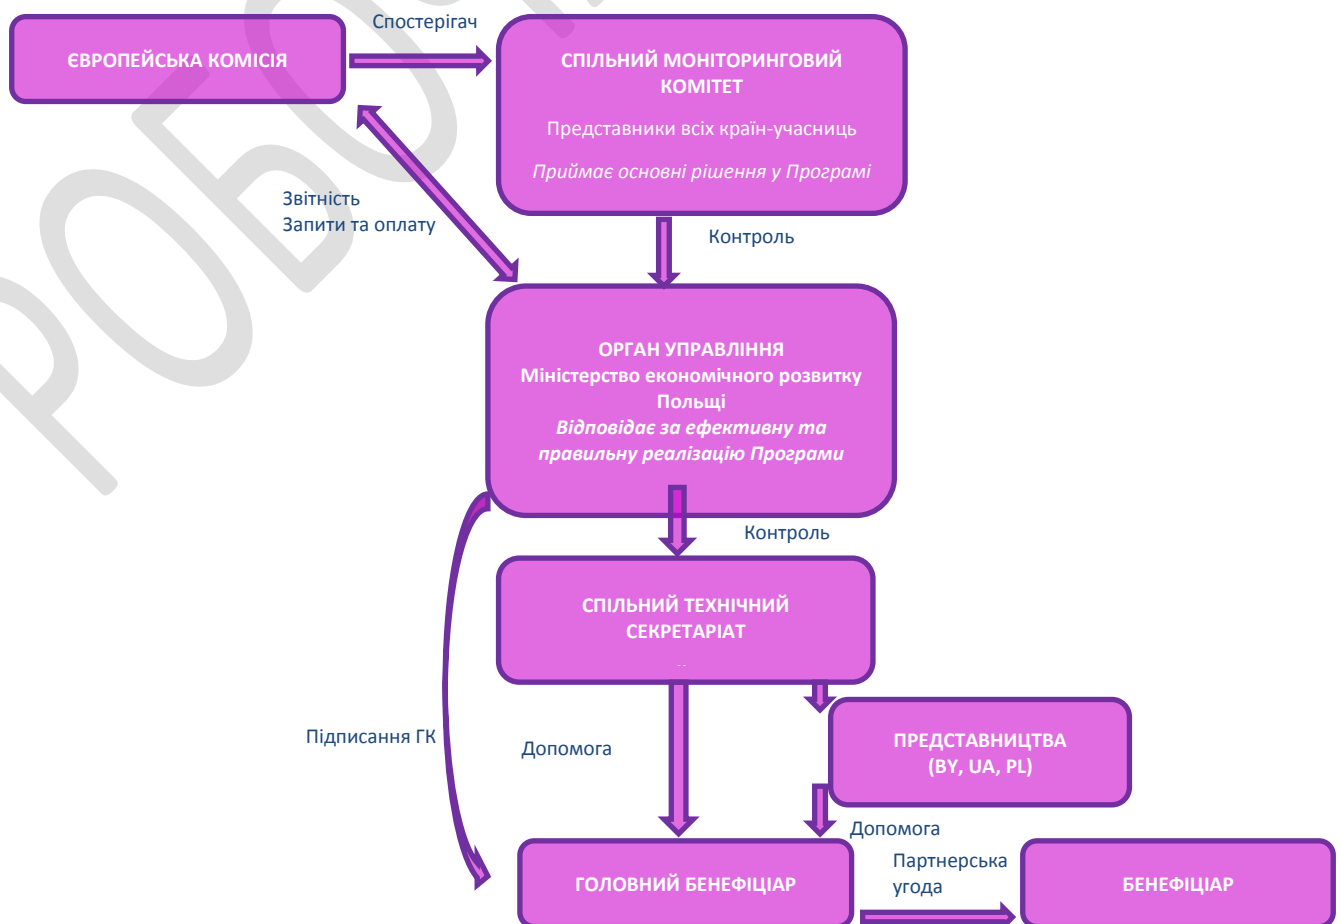 Спостерігач
ЄВРОПЕЙСЬКА КОМІСІЯ
СПІЛЬНИЙ МОНІТОРИНГОВИЙ
КОМІТЕТ
Представники всіх країн-учасниць
Приймає основні рішення у Програмі
Звітність
Запити та оплату
Контроль
ОРГАН УПРАВЛІННЯ
Міністерство економічного розвитку
Польщі
Відповідає за ефективну та
правильну реалізацію Програми
Контроль
СПІЛЬНИЙ ТЕХНІЧНИЙ
СЕКРЕТАРІАТ
Підписання ГК
Допомога
ПРЕДСТАВНИЦТВА
(BY, UA, PL)
Допомога
ГОЛОВНИЙ БЕНЕФІЦІАР
Партнерська
угода
БЕНЕФІЦІАР